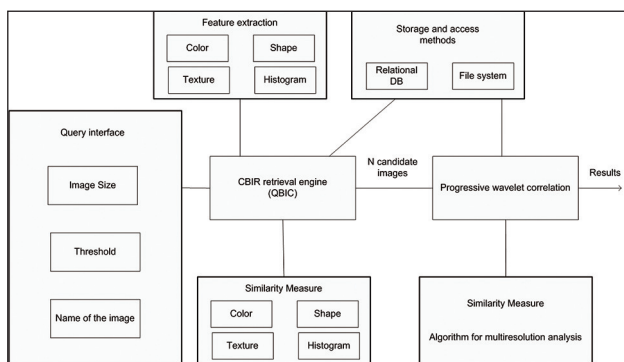 Feature extraction
Color
Shape
Texture
Histogram
Storage and access
methods
Relational
DB
File system
Query interface
Image Size
Threshold
Name of the image
CBIR retrieval engine
(QBIC)
N candidate
images
Progressive wavelet correlation
Results
Similarity Measure
Color
Shape
Texture
Histogram
Similarity Measure
Algorithm for multiresolution analysis